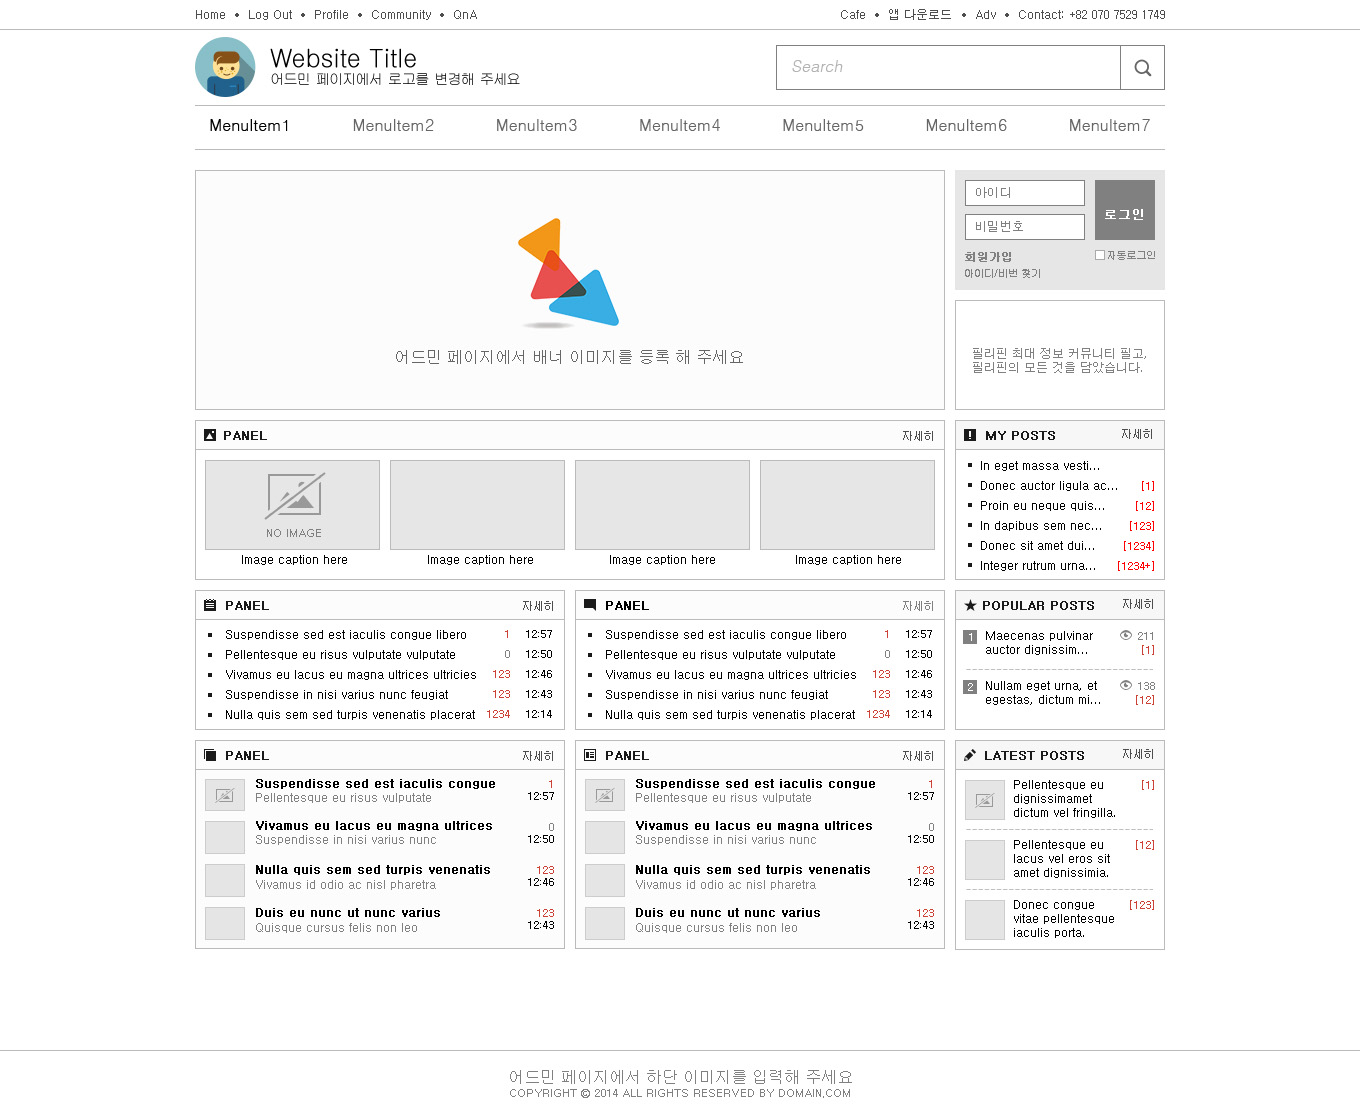 Home • Log Out • Profile • Community • QnA
Cafe • 앱 다운로드 • Adv • Contact: +82 070 7529 1749
Website Title
어드민 페이지에서 로고를 변경해 주세요
Search
MenuItem1 MenuItem2 MenuItem3 MenuItem4 MenuItem5 MenuItem6 MenuItem7
어드민 페이지에서 배너 이미지를 등록 해 주세요
아이디
비밀번호
로그인
회원가입
자동로그인
아이디/비번 찾기
필리핀 최대 정보 커뮤니티 필고,
필리핀의 모든 것을 담았습니다.
PANEL 자세히
NO IMAGE
Image caption here Image caption here Image caption here Image caption here
MY POSTS 자세히
In eget massa vesti...
Donec auctor ligula ac... [1]
Proin eu neque quis... [12]
In dapibus sem nec... [123]
Donec sit amet dui... [1234]
Integer rutrum urna... [1234+]
PANEL 자세히
Suspendisse sed est iaculis congue libero 1 12:57
Pellentesque eu risus vulputate vulputate 0 12:50
Vivamus eu lacus eu magna ultrices ultricies 123 12:46
Suspendisse in nisi varius nunc feugiat 123 12:43
Nulla quis sem sed turpis venenatis placerat 1234 12:14
PANEL 자세히
Suspendisse sed est iaculis congue libero 1 12:57
Pellentesque eu risus vulputate vulputate 0 12:50
Vivamus eu lacus eu magna ultrices ultricies 123 12:46
Suspendisse in nisi varius nunc feugiat 123 12:43
Nulla quis sem sed turpis venenatis placerat 1234 12:14
POPULAR POSTS 자세히
1 Maecenas pulvinar 211
auctor dignissim... [1]
2 Nullam eget urna, et 138
egestas, dictum mi... [12]
PANEL 자세히
Suspendisse sed est iaculis congue 1
Pellentesque eu risus vulputate 12:57
Vivamus eu lacus eu magna ultrices 0
Suspendisse in nisi varius nunc 12:50
Nulla quis sem sed turpis venenatis 123
Vivamus id odio ac nisl pharetra 12:46
Duis eu nunc ut nunc varius 123
Quisque cursus felis non leo 12:43
PANEL 자세히
Suspendisse sed est iaculis congue 1
Pellentesque eu risus vulputate 12:57
Vivamus eu lacus eu magna ultrices 0
Suspendisse in nisi varius nunc 12:50
Nulla quis sem sed turpis venenatis 123
Vivamus id odio ac nisl pharetra 12:46
Duis eu nunc ut nunc varius 123
Quisque cursus felis non leo 12:43
LATEST POSTS 자세히
Pellentesque eu [1]
dignissimamet
dictum vel fringilla.
Pellentesque eu [12]
lacus vel eros sit
amet dignissimia.
Donec congue [123]
vitae pellentesque
iaculis porta.
어드민 페이지에서 하단 이미지를 입력해 주세요
COPYRIGHT © 2014 ALL RIGHTS RESERVED BY DOMAIN.COM